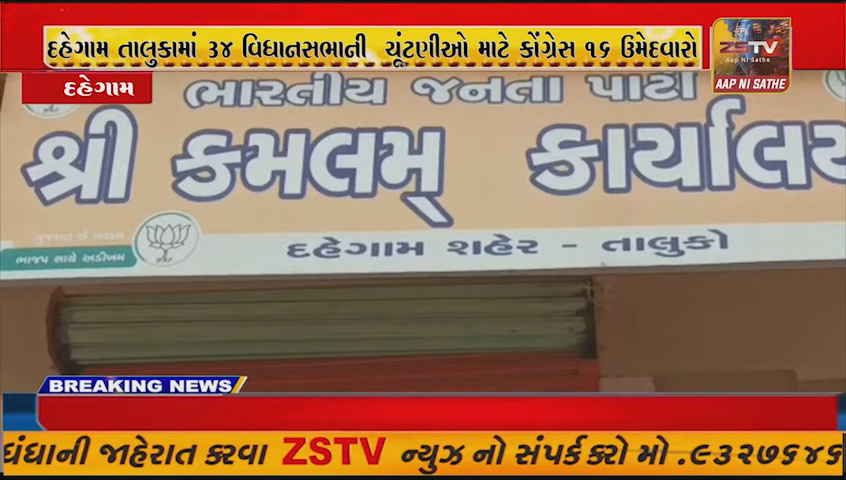 દહેગામ તાલુકામાં ૩૪ વિધાનસભાની ચૂંટણીઓ માટે કોંગ્રેસ ૧૬ ઉમેદવારો
ZSTV
Aap Ni Sathe
AAP NI SATHE
દહેગામ
ભારતીય જનતા પાર્ટી
શ્રી કમલમ્ કાર્યાલય
ભાજપ સાથે અડીખમ
દહેગામ શહેર - તાલુકો
BREAKING NEWS
ધંધાની જાહેરાત કરવા ZSTV ન્યુઝ નો સંપર્ક કરો મો .૯૩૨૭૬૪૬